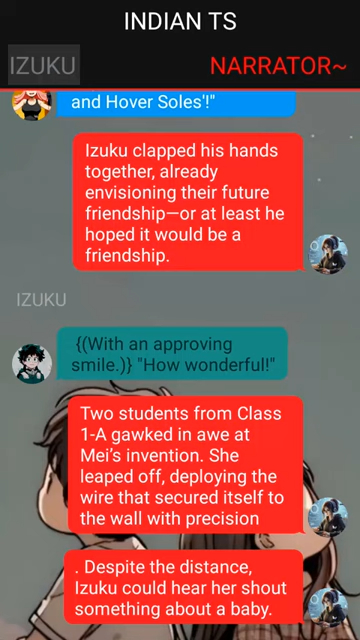 INDIAN TS
IZUKU
NARRATOR~
and Hover Soles'!"
Izuku clapped his hands
together, already
envisioning their future
friendship—or at least he
hoped it would be a
friendship.
IZUKU
{(With an approving
smile.)} "How wonderful!"
Two students from Class
1-A gawked in awe at
Mei's invention. She
leaped off, deploying the
wire that secured itself to
the wall with precision
. Despite the distance,
Izuku could hear her shout
something about a baby.